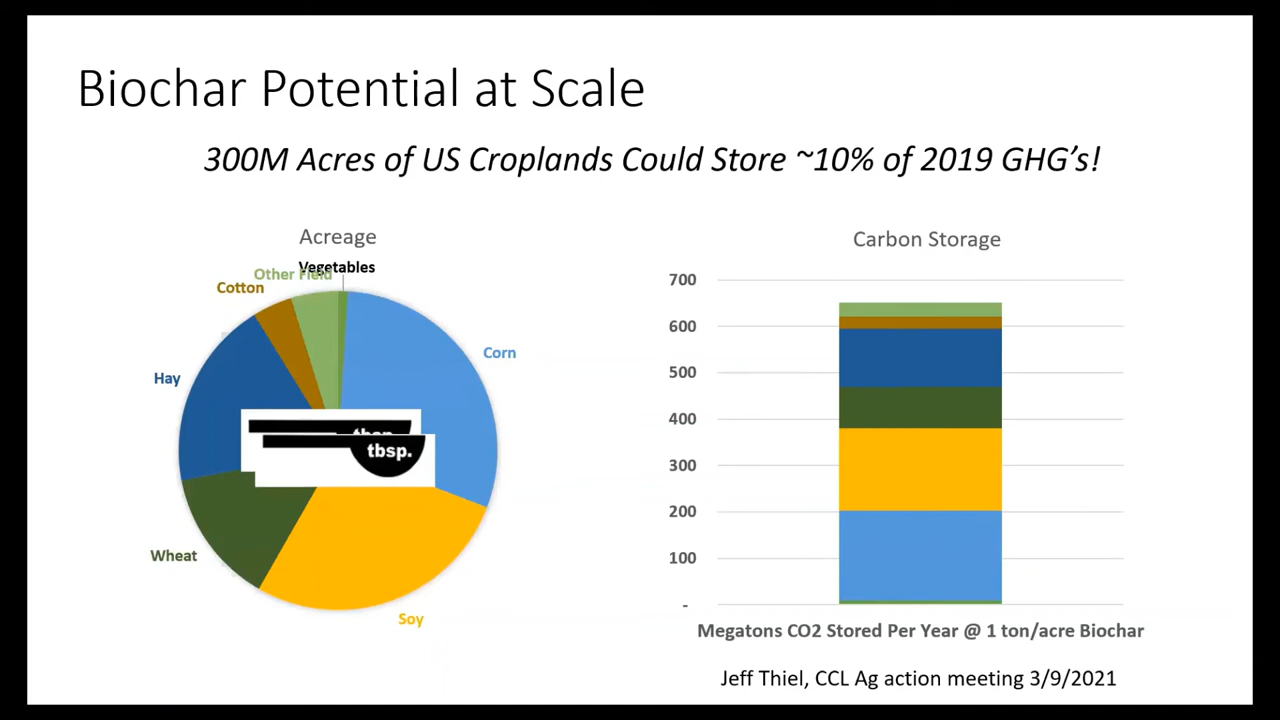 Biochar Potential at Scale
300M Acres of US Croplands Could Store ~10% of 2019 GHG's!
Acreage
Vegetables
Other Field
Cotton
Corn
Hay
tbsp.
tbsp.
Wheat
Soy
Carbon Storage
700
600
500
400
300
200
100
-
Megatons CO2 Stored Per Year @ 1 ton/acre Biochar
Jeff Thiel, CCL Ag action meeting 3/9/2021